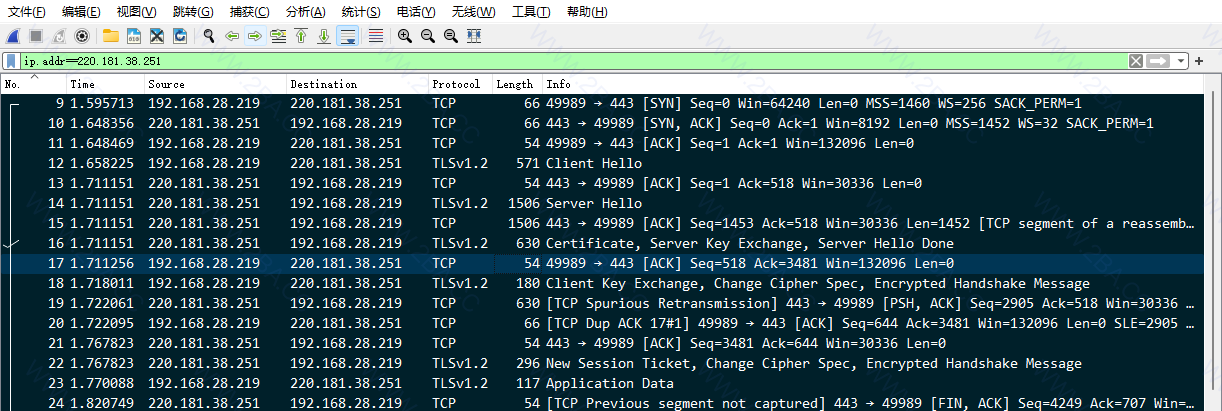 文件(F) 编辑(E) 视图(V) 跳转(G) 捕获(C) 分析(A) 统计(S) 电话(Y) 无线(W) 工具(T) 帮助(H)
ip.addr==220.181.38.251
No. Time Source Destination Protocol Length Info
9 1.595713 192.168.28.219 220.181.38.251 TCP 66 49989 → 443 [SYN] Seq=0 Win=64240 Len=0 MSS=1460 WS=256 SACK_PERM=1
10 1.648356 220.181.38.251 192.168.28.219 TCP 66 443 → 49989 [SYN, ACK] Seq=0 Ack=1 Win=8192 Len=0 MSS=1452 WS=32 SACK_PERM=1
11 1.648469 192.168.28.219 220.181.38.251 TCP 54 49989 → 443 [ACK] Seq=1 Ack=1 Win=132096 Len=0
12 1.658225 192.168.28.219 220.181.38.251 TLSv1.2 571 Client Hello
13 1.711151 220.181.38.251 192.168.28.219 TCP 54 443 → 49989 [ACK] Seq=1 Ack=518 Win=30336 Len=0
14 1.711151 220.181.38.251 192.168.28.219 TLSv1.2 1506 Server Hello
15 1.711151 220.181.38.251 192.168.28.219 TCP 1506 443 → 49989 [ACK] Seq=1453 Ack=518 Win=30336 Len=1452 [TCP segment of a reassemb…
16 1.711151 220.181.38.251 192.168.28.219 TLSv1.2 630 Certificate, Server Key Exchange, Server Hello Done
17 1.711256 192.168.28.219 220.181.38.251 TCP 54 49989 → 443 [ACK] Seq=518 Ack=3481 Win=132096 Len=0
18 1.718011 192.168.28.219 220.181.38.251 TLSv1.2 180 Client Key Exchange, Change Cipher Spec, Encrypted Handshake Message
19 1.722061 220.181.38.251 192.168.28.219 TCP 630 [TCP Spurious Retransmission] 443 → 49989 [PSH, ACK] Seq=2905 Ack=518 Win=30336 …
20 1.722095 192.168.28.219 220.181.38.251 TCP 66 [TCP Dup ACK 17#1] 49989 → 443 [ACK] Seq=644 Ack=3481 Win=132096 Len=0 SLE=2905 …
21 1.767823 220.181.38.251 192.168.28.219 TCP 54 443 → 49989 [ACK] Seq=3481 Ack=644 Win=30336 Len=0
22 1.767823 220.181.38.251 192.168.28.219 TLSv1.2 296 New Session Ticket, Change Cipher Spec, Encrypted Handshake Message
23 1.770088 192.168.28.219 220.181.38.251 TLSv1.2 117 Application Data
24 1.820749 220.181.38.251 192.168.28.219 TCP 54 [TCP Previous segment not captured] 443 → 49989 [FIN, ACK] Seq=4249 Ack=707 Win=…